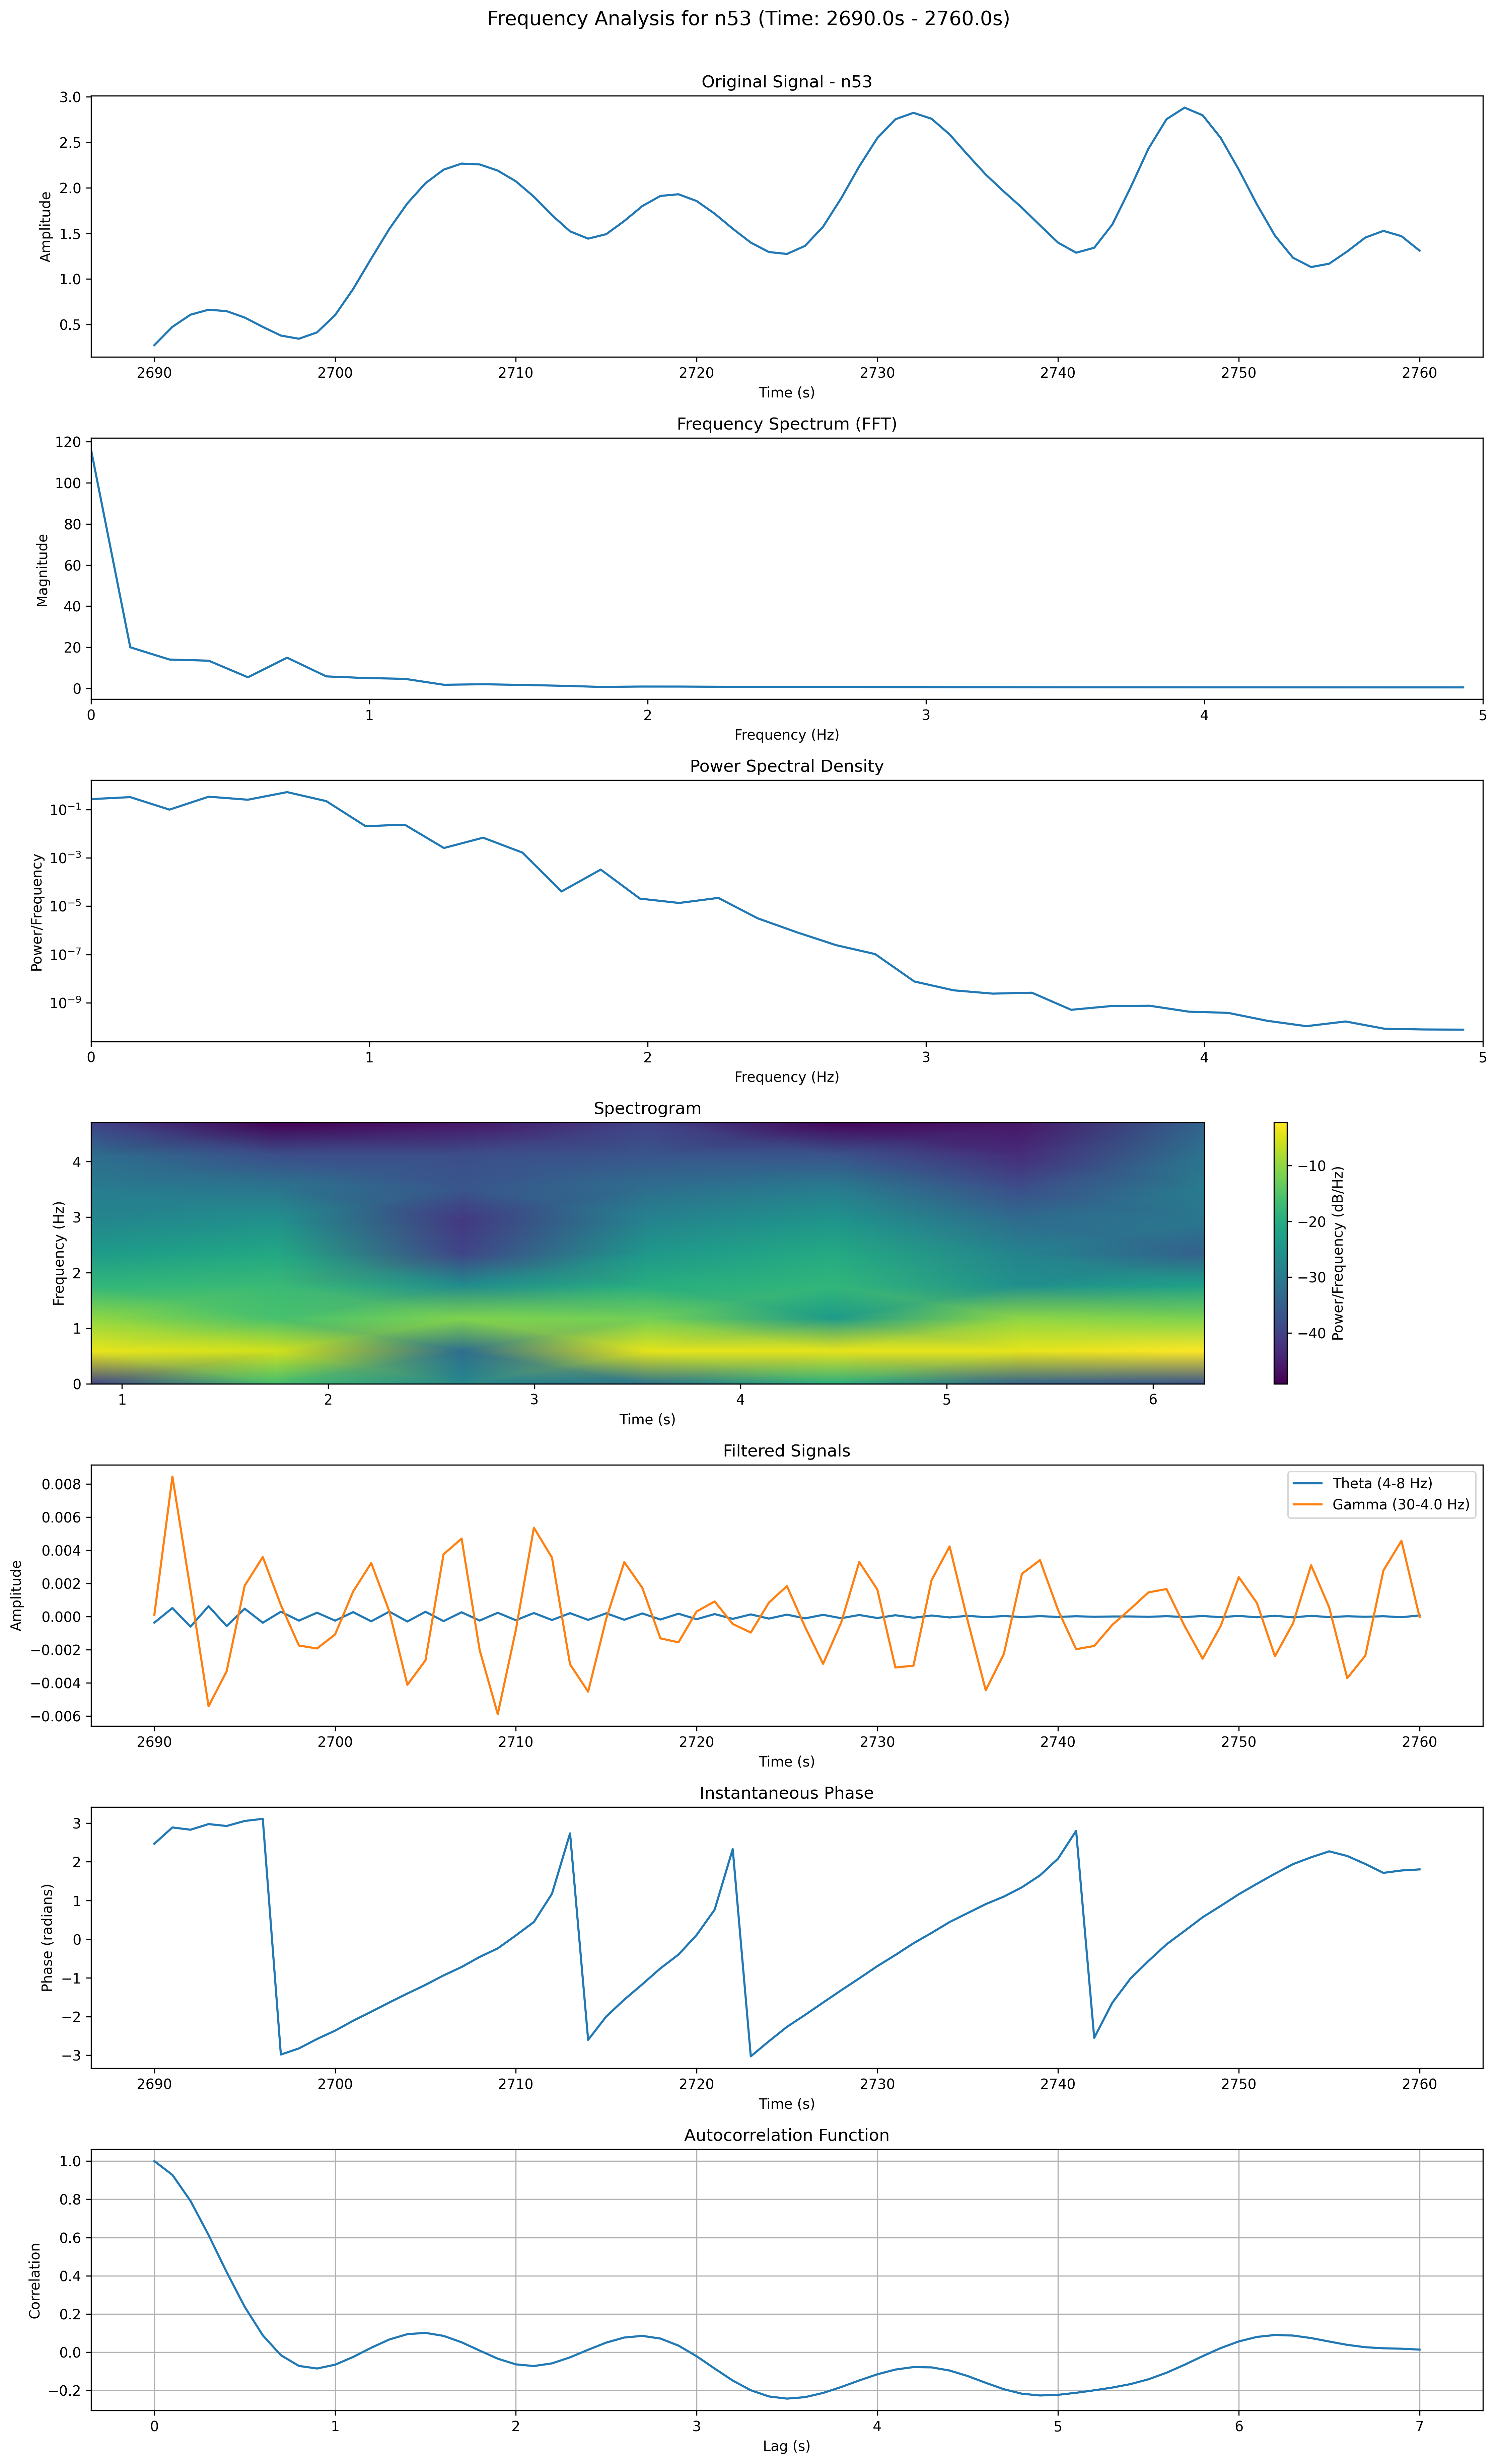 Frequency Analysis for n53 (Time: 2690.0s - 2760.0s)
Original Signal - n53
3.0
2.5
2.0
1.5
1.0
0.5
Amplitude
2690 2700 2710 2720 2730 2740 2750 2760
Time (s)
Frequency Spectrum (FFT)
120
100
80
60
40
20
0
Magnitude
0 1 2 3 4 5
Frequency (Hz)
Power Spectral Density
10⁻¹
10⁻³
10⁻⁵
10⁻⁷
10⁻⁹
Power/Frequency
0 1 2 3 4 5
Frequency (Hz)
Spectrogram
4
3
2
1
0
Frequency (Hz)
1 2 3 4 5 6
Time (s)
−10
−20
−30
−40
Power/Frequency (dB/Hz)
Filtered Signals
Theta (4-8 Hz)
Gamma (30-4.0 Hz)
0.008
0.006
0.004
0.002
0.000
−0.002
−0.004
−0.006
Amplitude
2690 2700 2710 2720 2730 2740 2750 2760
Time (s)
Instantaneous Phase
3
2
1
0
−1
−2
−3
Phase (radians)
2690 2700 2710 2720 2730 2740 2750 2760
Time (s)
Autocorrelation Function
1.0
0.8
0.6
0.4
0.2
0.0
−0.2
Correlation
0 1 2 3 4 5 6 7
Lag (s)